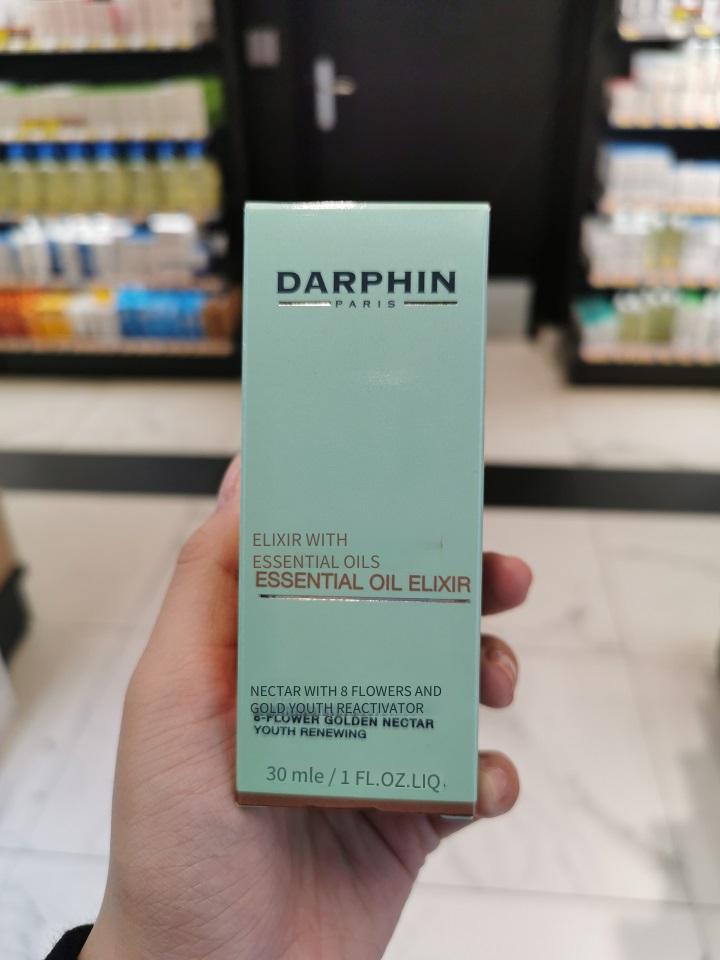 DARPHIN
PARIS
ELIXIR WITH
ESSENTIAL OILS
ESSENTIAL OIL ELIXIR
NECTAR WITH 8 FLOWERS AND
GOLD YOUTH REACTIVATOR
8-FLOWER GOLDEN NECTAR
YOUTH RENEWING
30 mle / 1 FL.OZ.LIQ.